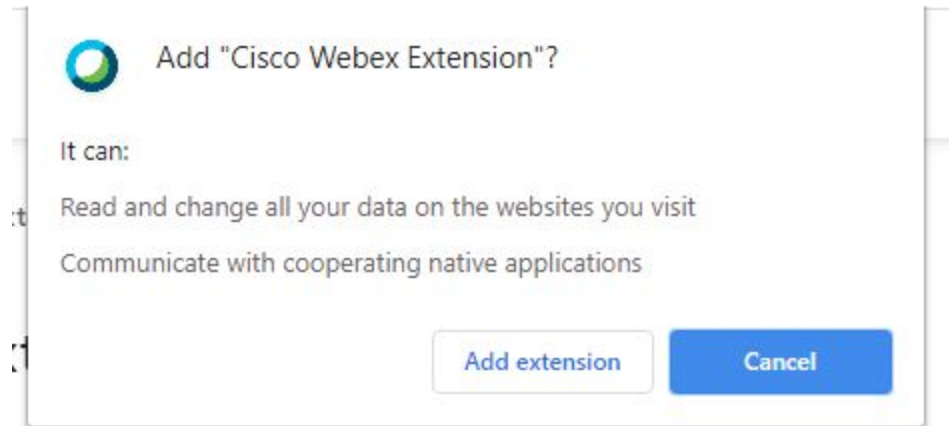 Add "Cisco Webex Extension"?
It can:
Read and change all your data on the websites you visit
Communicate with cooperating native applications
Add extension
Cancel